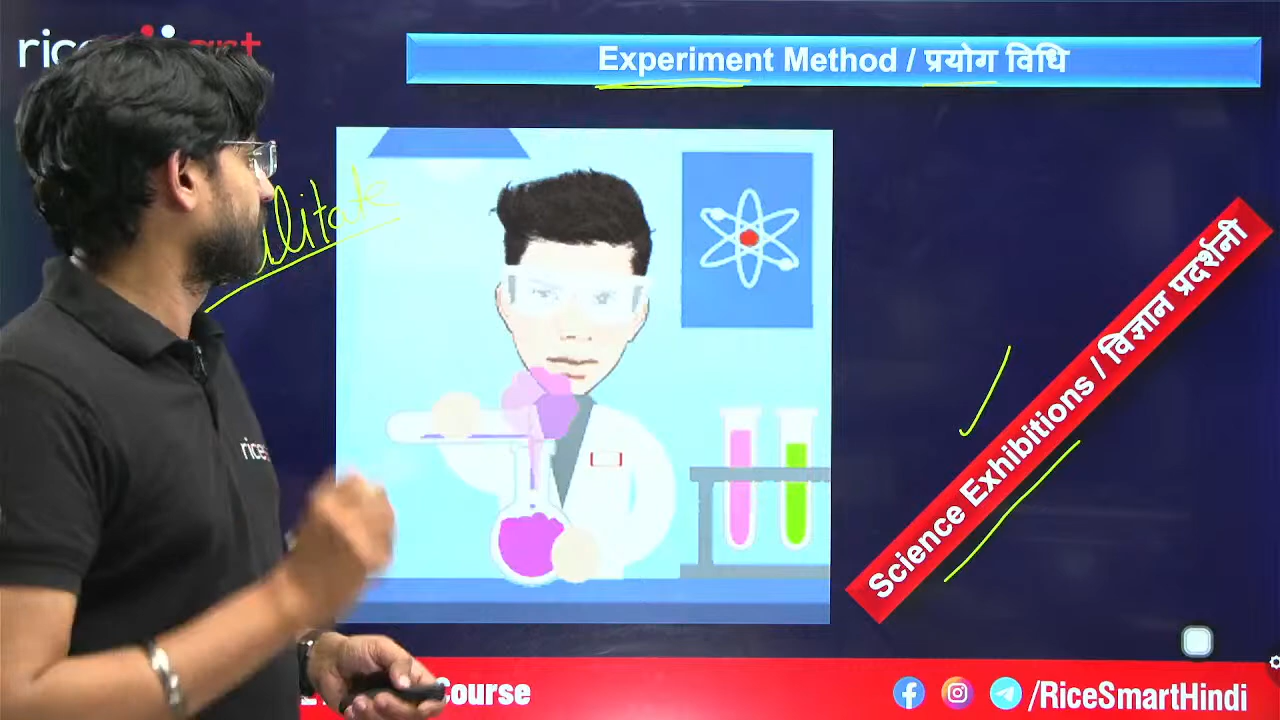 Experiment Method / प्रयोग विधि
Science Exhibitions / विज्ञान प्रदर्शनी
Course
/RiceSmartHindi